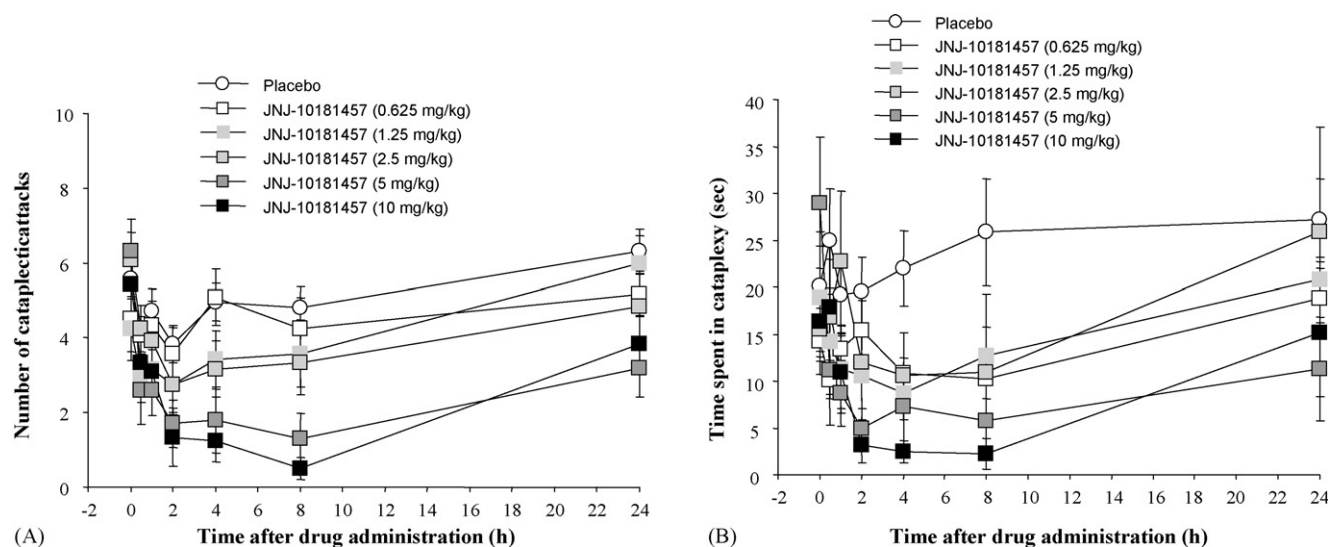 Placebo
JNJ-10181457 (0.625 mg/kg)
JNJ-10181457 (1.25 mg/kg)
JNJ-10181457 (2.5 mg/kg)
JNJ-10181457 (5 mg/kg)
JNJ-10181457 (10 mg/kg)
Number of cataplecticattacks
10
8
6
4
2
0
-2 0 2 4 6 8 10 12 14 16 18 20 22 24
(A) Time after drug administration (h)
Placebo
JNJ-10181457 (0.625 mg/kg)
JNJ-10181457 (1.25 mg/kg)
JNJ-10181457 (2.5 mg/kg)
JNJ-10181457 (5 mg/kg)
JNJ-10181457 (10 mg/kg)
Time spent in cataplexy (sec)
40
35
30
25
20
15
10
5
0
-2 0 2 4 6 8 10 12 14 16 18 20 22 24
(B) Time after drug administration (h)